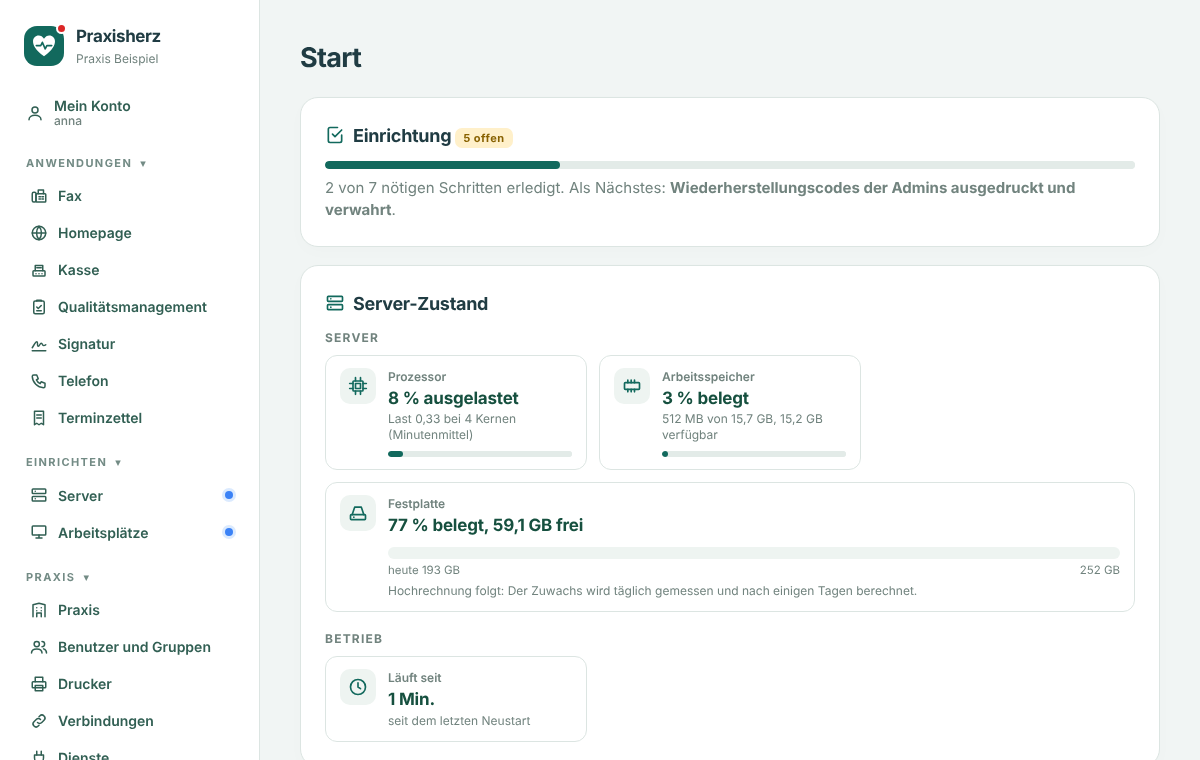 Praxisherz
Praxis Beispiel
Mein Konto
anna
ANWENDUNGEN ▾
Fax
Homepage
Kasse
Qualitätsmanagement
Signatur
Telefon
Terminzettel
EINRICHTEN ▾
Server
Arbeitsplätze
PRAXIS ▾
Praxis
Benutzer und Gruppen
Drucker
Verbindungen
Dienste
Start
Einrichtung 5 offen
2 von 7 nötigen Schritten erledigt. Als Nächstes: Wiederherstellungscodes der Admins ausgedruckt und
verwahrt.
Server-Zustand
SERVER
Prozessor
8 % ausgelastet
Last 0,33 bei 4 Kernen
(Minutenmittel)
Arbeitsspeicher
3 % belegt
512 MB von 15,7 GB, 15,2 GB
verfügbar
Festplatte
77 % belegt, 59,1 GB frei
heute 193 GB
252 GB
Hochrechnung folgt: Der Zuwachs wird täglich gemessen und nach einigen Tagen berechnet.
BETRIEB
Läuft seit
1 Min.
seit dem letzten Neustart